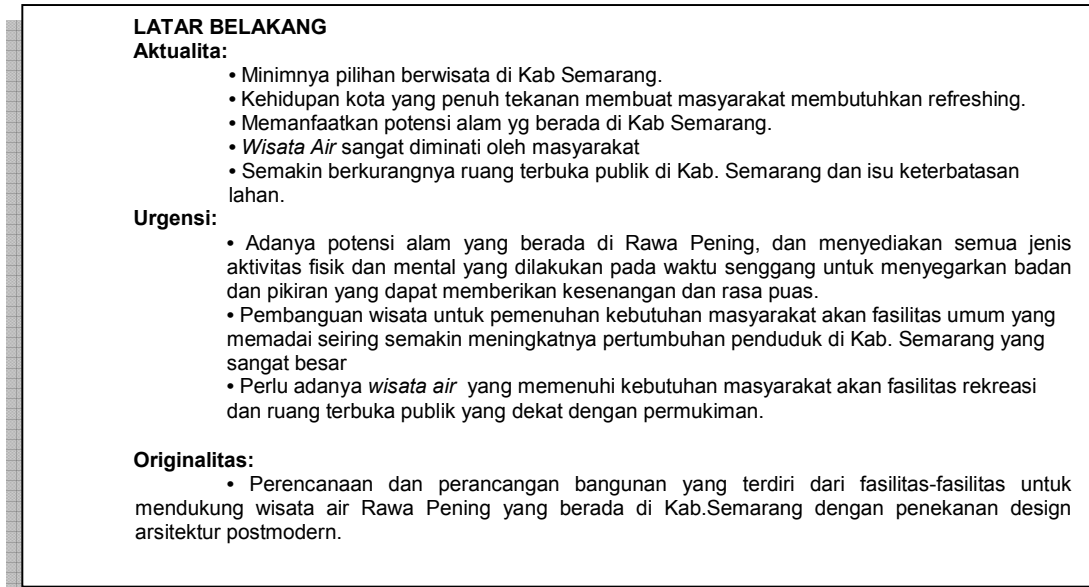 LATAR BELAKANG
Aktualita:
• Minimnya pilihan berwisata di Kab Semarang.
• Kehidupan kota yang penuh tekanan membuat masyarakat membutuhkan refreshing.
• Memanfaatkan potensi alam yg berada di Kab Semarang.
• Wisata Air sangat diminati oleh masyarakat
• Semakin berkurangnya ruang terbuka publik di Kab. Semarang dan isu keterbatasan
lahan.
Urgensi:
• Adanya potensi alam yang berada di Rawa Pening, dan menyediakan semua jenis
aktivitas fisik dan mental yang dilakukan pada waktu senggang untuk menyegarkan badan
dan pikiran yang dapat memberikan kesenangan dan rasa puas.
• Pembanguan wisata untuk pemenuhan kebutuhan masyarakat akan fasilitas umum yang
memadai seiring semakin meningkatnya pertumbuhan penduduk di Kab. Semarang yang
sangat besar
• Perlu adanya wisata air yang memenuhi kebutuhan masyarakat akan fasilitas rekreasi
dan ruang terbuka publik yang dekat dengan permukiman.
Originalitas:
• Perencanaan dan perancangan bangunan yang terdiri dari fasilitas-fasilitas untuk
mendukung wisata air Rawa Pening yang berada di Kab.Semarang dengan penekanan design
arsitektur postmodern.